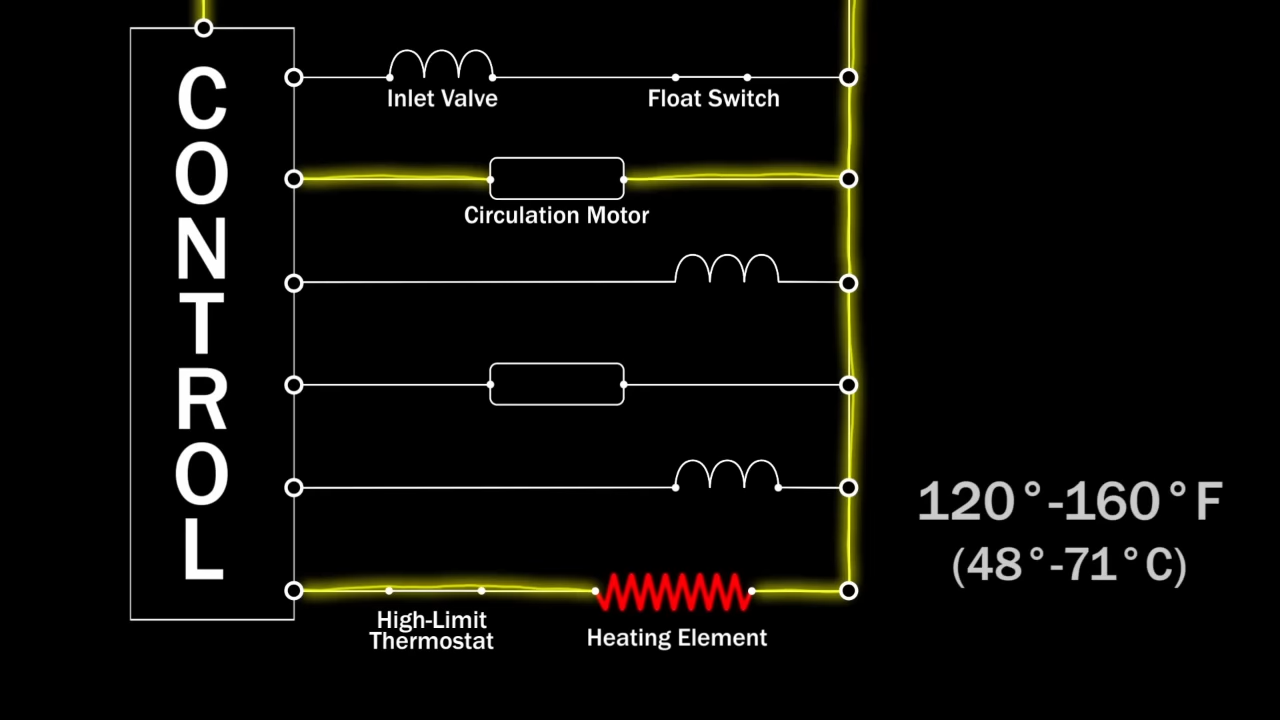 CONTROL
Inlet Valve
Float Switch
Circulation Motor
120°-160°F
(48°-71°C)
High-Limit
Thermostat
Heating Element